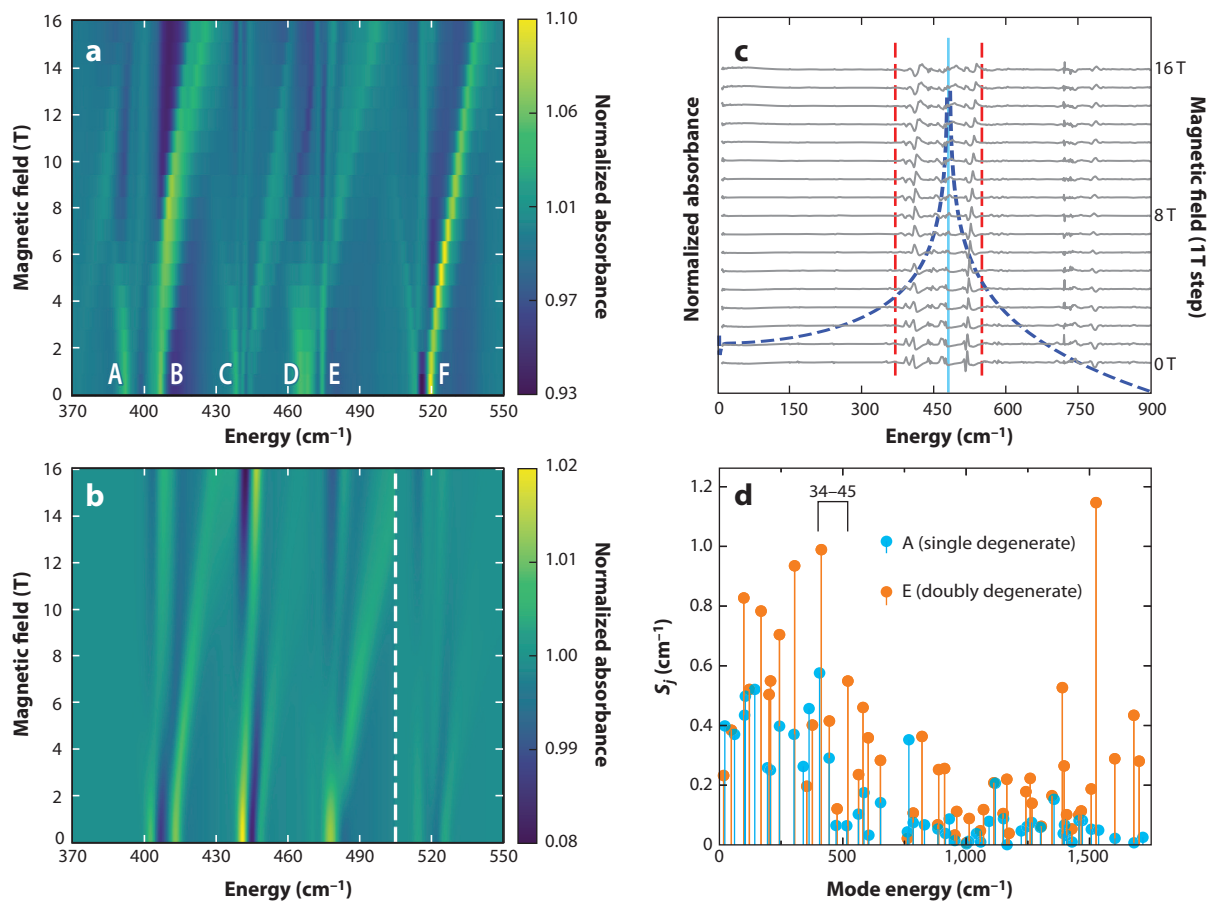 a
16
14
12
10
8
6
4
2
0
Magnetic field (T)
A
B
C
D
E
F
370
400
430
460
490
520
550
Energy (cm⁻¹)
1.10
1.06
1.01
0.97
0.93
Normalized absorbance
b
16
14
12
10
8
6
4
2
0
Magnetic field (T)
370
400
430
460
490
520
550
Energy (cm⁻¹)
1.02
1.01
1.00
0.99
0.08
Normalized absorbance
c
Normalized absorbance
16 T
8 T
0 T
Magnetic field (1T step)
0
150
300
450
600
750
900
Energy (cm⁻¹)
d
34–45
A (single degenerate)
E (doubly degenerate)
1.2
1.0
0.8
0.6
0.4
0.2
0
Sⱼ (cm⁻¹)
0
500
1,000
1,500
Mode energy (cm⁻¹)